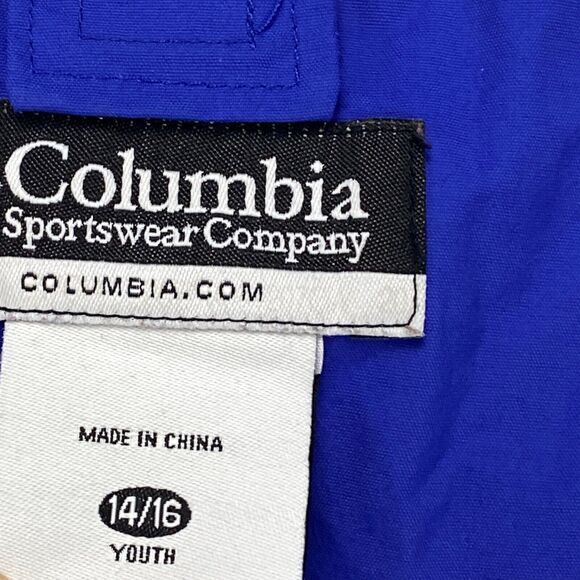 Columbia
Sportswear Company
COLUMBIA.COM
MADE IN CHINA
14/16
YOUTH